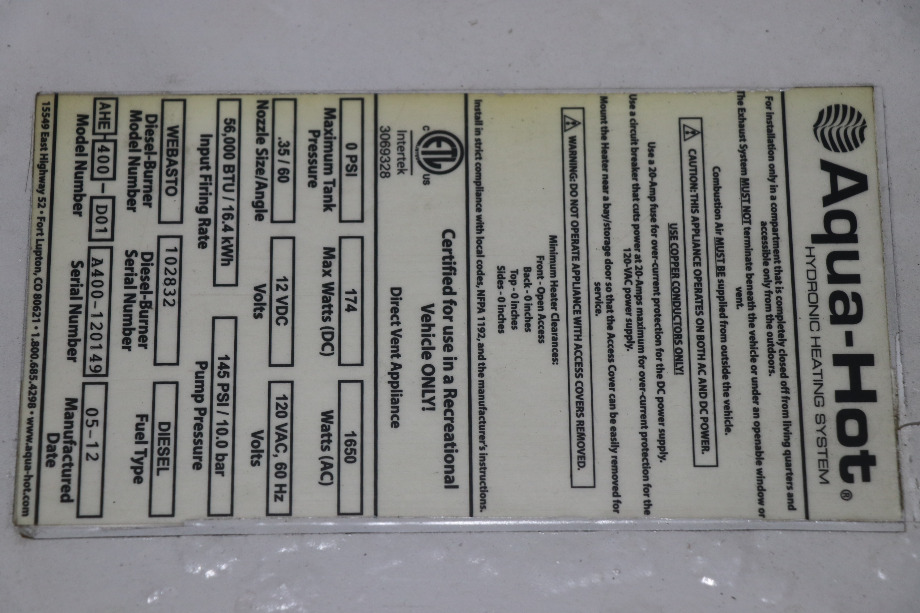 Aqua-Hot®
HYDRONIC HEATING SYSTEM
For installation only in a compartment that is completely closed off from living quarters and
accessible only from the outdoors.
The Exhaust System MUST NOT terminate beneath the vehicle or under an openable window or
vent.
Combustion Air MUST BE supplied from outside the vehicle.
CAUTION: THIS APPLIANCE OPERATES ON BOTH AC AND DC POWER.
USE COPPER CONDUCTORS ONLY!
Use a 20-Amp fuse for over-current protection for the DC power supply.
Use a circuit breaker that cuts power at 20-Amps maximum for over-current protection for the
120-VAC power supply.
Mount the Heater near a bay/storage door so that the Access Cover can be easily removed for
service.
WARNING: DO NOT OPERATE APPLIANCE WITH ACCESS COVERS REMOVED.
Minimum Heater Clearances:
Front - Open Access
Back - 0 inches
Top - 0 Inches
Sides - 0 Inches
Install in strict compliance with local codes, NFPA 1192, and the manufacturer's instructions.
c ETL us
Intertek
3069328
Certified for use in a Recreational
Vehicle ONLY!
Direct Vent Appliance
0 PSI 174 1650
Maximum Tank Pressure Max Watts (DC) Watts (AC)
.35 / 60 12 VDC 120 VAC, 60 Hz
Nozzle Size/Angle Volts Volts
56,000 BTU / 16.4 kWh 145 PSI / 10.0 bar
Input Firing Rate Pump Pressure
WEBASTO 102832 DIESEL
Diesel-Burner Model Number Diesel-Burner Serial Number Fuel Type
AHE-400-D01 A400-120149 05-12
Model Number Serial Number Manufactured Date
15549 East Highway 52 • Fort Lupton, CO 80621 • 1.800.685.4298 • www.aqua-hot.com